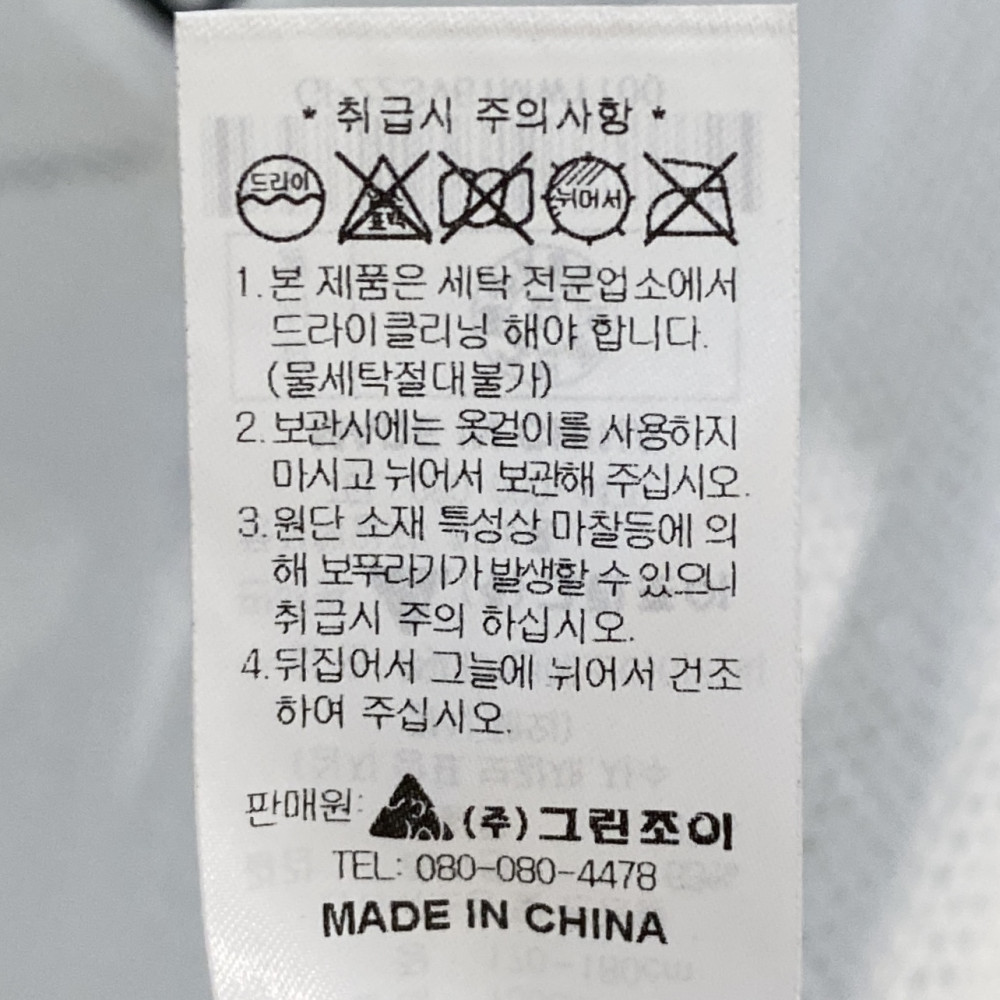 * 취급시 주의사항 *
드리이
염소
표백
뉘어서
1. 본 제품은 세탁 전문업소에서
드라이클리닝 해야 합니다.
(물세탁절대불가)
2. 보관시에는 옷걸이를 사용하지
마시고 뉘어서 보관해 주십시오.
3. 원단 소재 특성상 마찰등에 의
해 보푸라기가 발생할 수 있으니
취급시 주의 하십시오.
4. 뒤집어서 그늘에 뉘어서 건조
하여 주십시오.
판매원: (주)그린조이
TEL: 080-080-4478
MADE IN CHINA